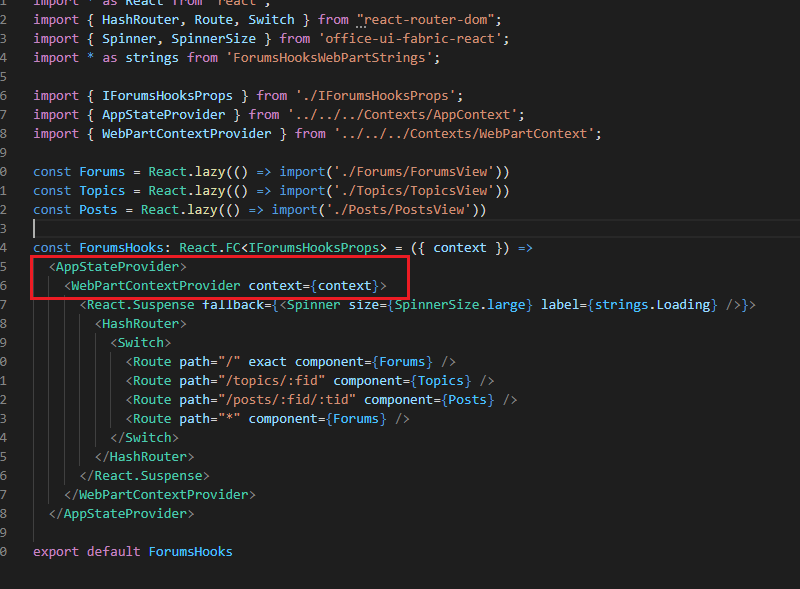 1 import * as React from 'react';
2 import { HashRouter, Route, Switch } from "react-router-dom";
3 import { Spinner, SpinnerSize } from 'office-ui-fabric-react';
4 import * as strings from 'ForumsHooksWebPartStrings';
5
6 import { IForumsHooksProps } from './IForumsHooksProps';
7 import { AppStateProvider } from '../../../Contexts/AppContext';
8 import { WebPartContextProvider } from '../../../Contexts/WebPartContext';
9
0 const Forums = React.lazy(() => import('./Forums/ForumsView'))
1 const Topics = React.lazy(() => import('./Topics/TopicsView'))
2 const Posts = React.lazy(() => import('./Posts/PostsView'))
3
4 const ForumsHooks: React.FC<IForumsHooksProps> = ({ context }) =>
5 <AppStateProvider>
6 <WebPartContextProvider context={context}>
7 <React.Suspense fallback={<Spinner size={SpinnerSize.large} label={strings.Loading} />}>
8 <HashRouter>
9 <Switch>
0 <Route path="/" exact component={Forums} />
1 <Route path="/topics/:fid" component={Topics} />
2 <Route path="/posts/:fid/:tid" component={Posts} />
3 <Route path="*" component={Forums} />
4 </Switch>
5 </HashRouter>
6 </React.Suspense>
7 </WebPartContextProvider>
8 </AppStateProvider>
9
0 export default ForumsHooks